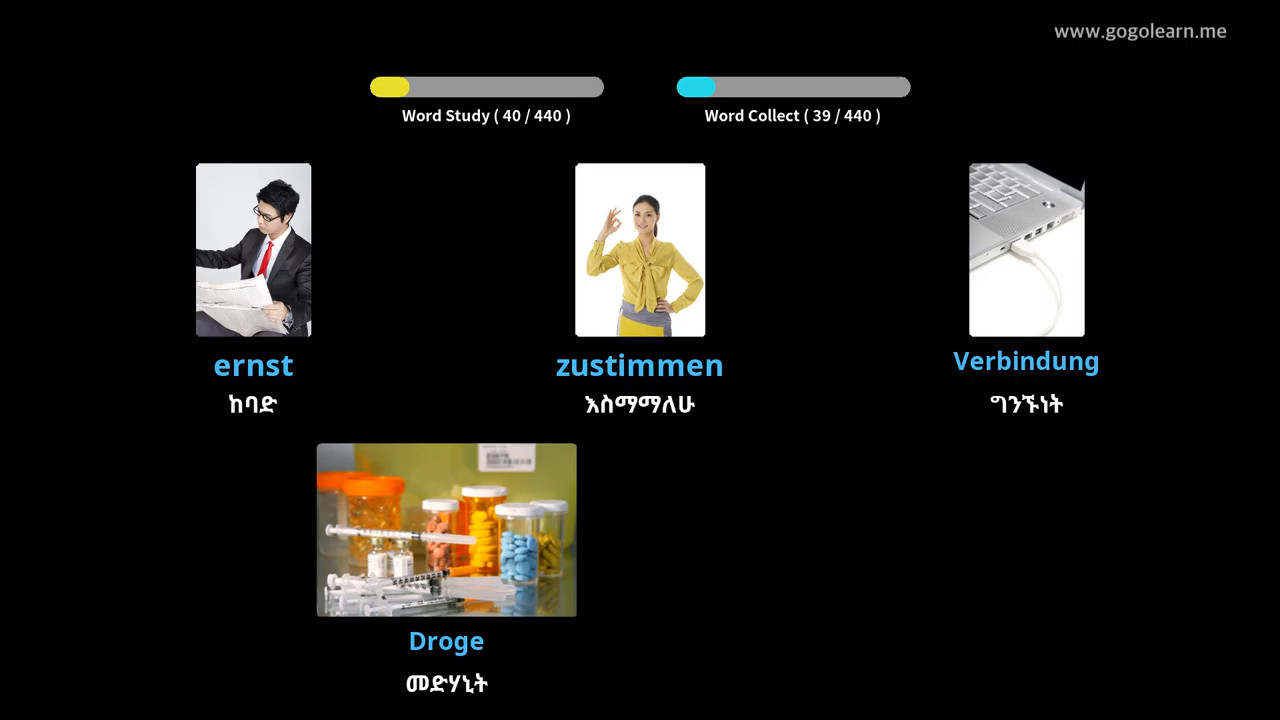 www.gogolearn.me
Word Study ( 40 / 440 )
Word Collect ( 39 / 440 )
ernst
ከባድ
zustimmen
እስማማለሁ
Verbindung
ግንኙነት
Droge
መድሃኒት